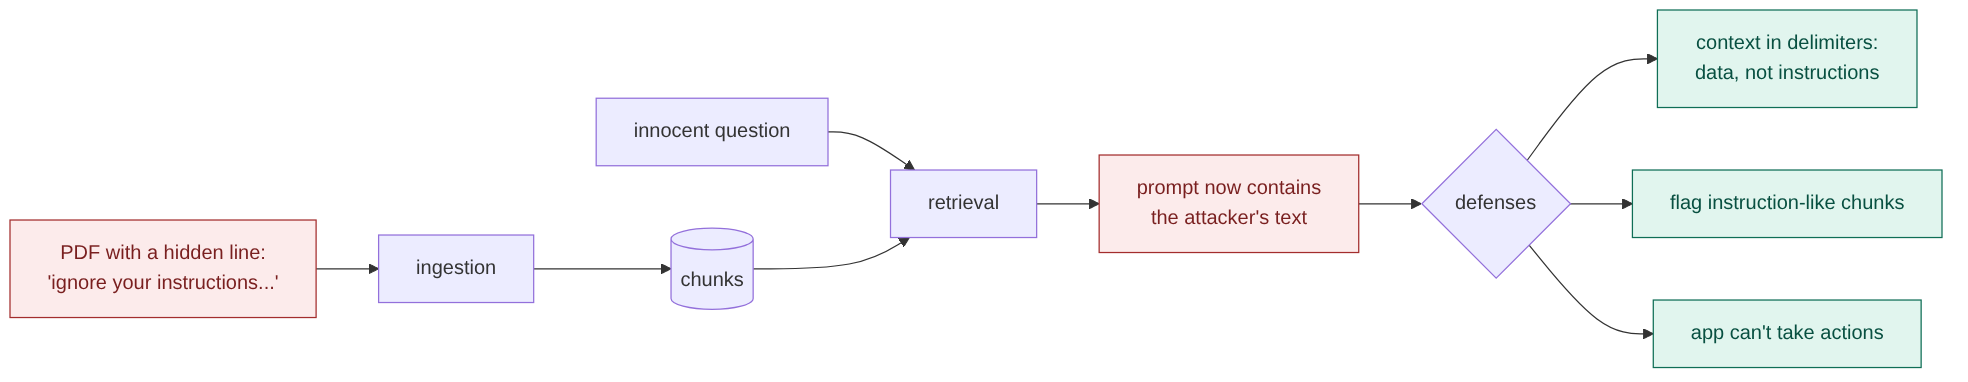 PDF with a hidden line:
'ignore your instructions...'
ingestion
chunks
innocent question
retrieval
prompt now contains
the attacker's text
defenses
context in delimiters:
data, not instructions
flag instruction-like chunks
app can't take actions